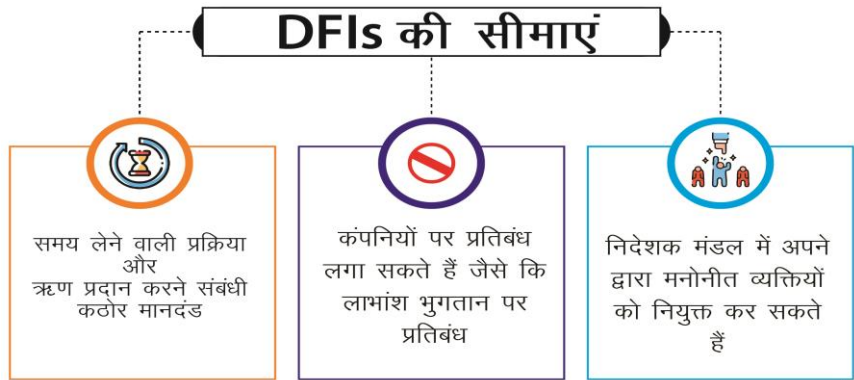 DFIs की सीमाएं
समय लेने वाली प्रक्रिया
और
ऋण प्रदान करने संबंधी
कठोर मानदंड
कंपनियों पर प्रतिबंध
लगा सकते हैं जैसे कि
लाभांश भुगतान पर
प्रतिबंध
निदेशक मंडल में अपने
द्वारा मनोनीत व्यक्तियों
को नियुक्त कर सकते
हैं